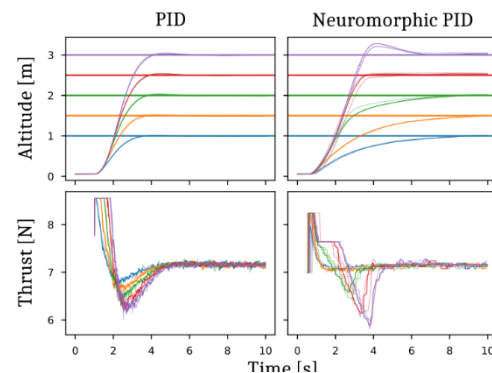 PID
Neuromorphic PID
Altitude [m]
3
2
1
0
Thrust [N]
8
7
6
0 2 4 6 8 10
0 2 4 6 8 10
Time [s]